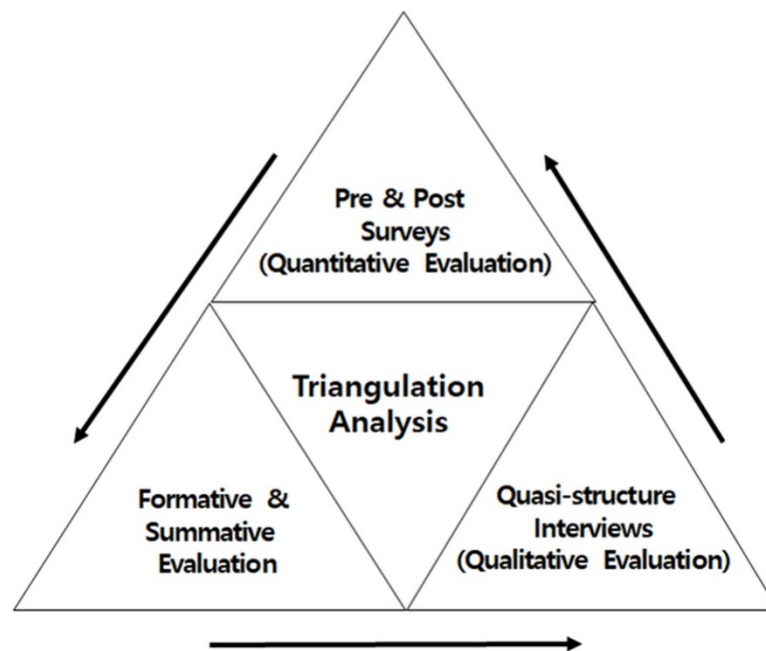 Pre & Post
Surveys
(Quantitative Evaluation)
Triangulation
Analysis
Formative &
Summative
Evaluation
Quasi-structure
Interviews
(Qualitative Evaluation)